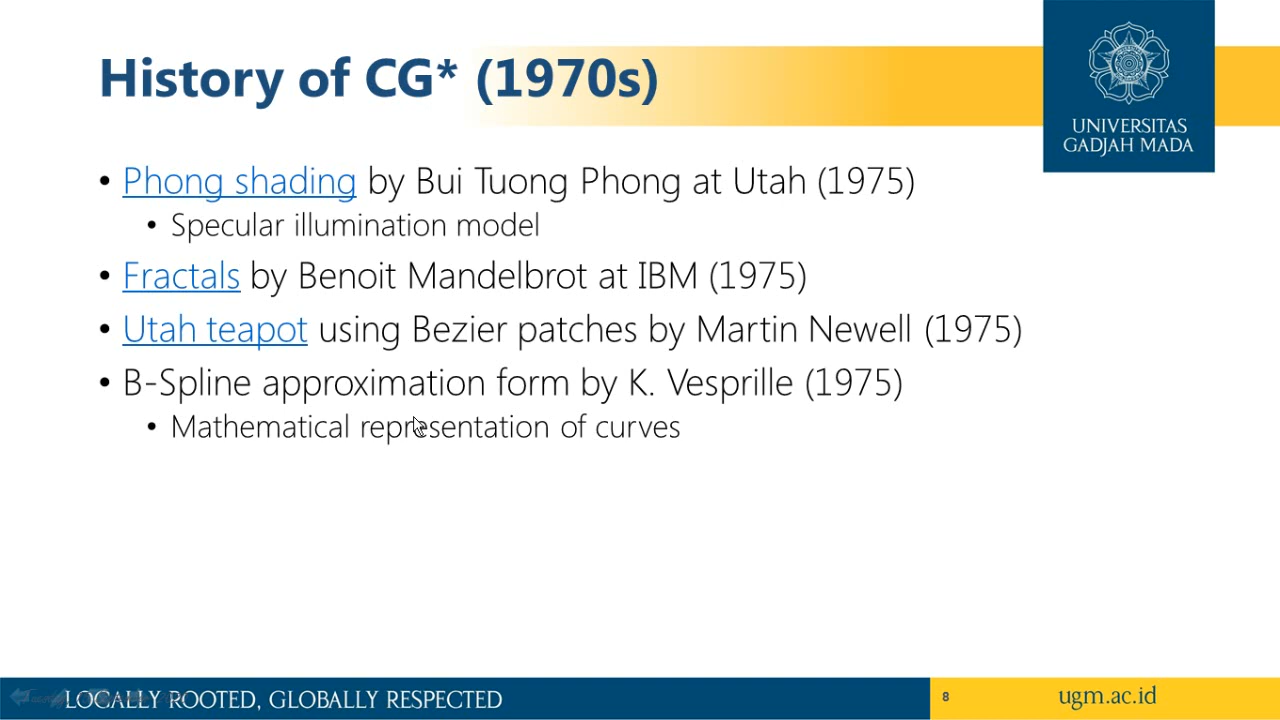 History of CG* (1970s)
UNIVERSITAS
GADJAH MADA
• Phong shading by Bui Tuong Phong at Utah (1975)
• Specular illumination model
• Fractals by Benoit Mandelbrot at IBM (1975)
• Utah teapot using Bezier patches by Martin Newell (1975)
• B-Spline approximation form by K. Vesprille (1975)
• Mathematical representation of curves
LOCALLY ROOTED, GLOBALLY RESPECTED
8
ugm.ac.id